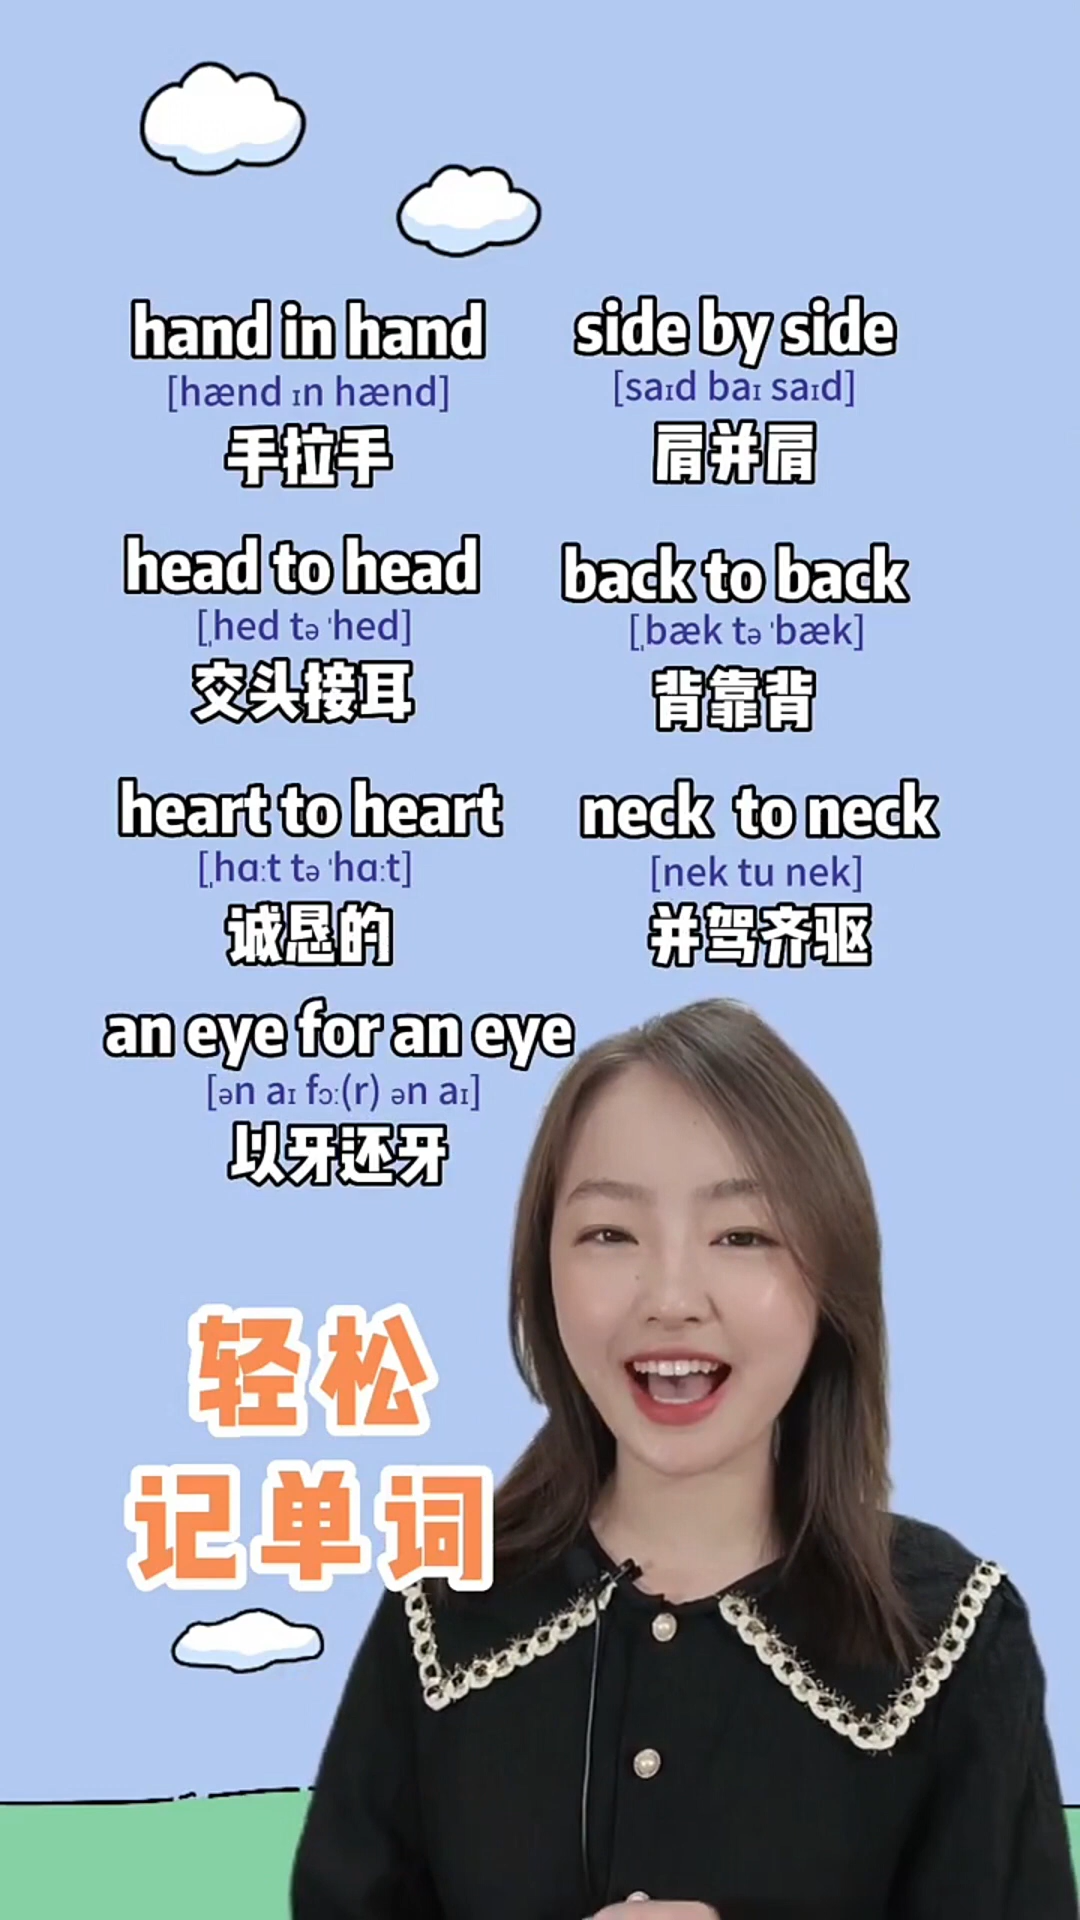 hand in hand
[hænd ɪn hænd]
手拉手
side by side
[saɪd baɪ saɪd]
肩并肩
head to head
[ˌhed tə ˈhed]
交头接耳
back to back
[ˌbæk tə ˈbæk]
背靠背
heart to heart
[ˌhɑːt tə ˈhɑːt]
诚恳的
neck to neck
[nek tu nek]
并驾齐驱
an eye for an eye
[ən aɪ fɔː(r) ən aɪ]
以牙还牙
轻松
记单词